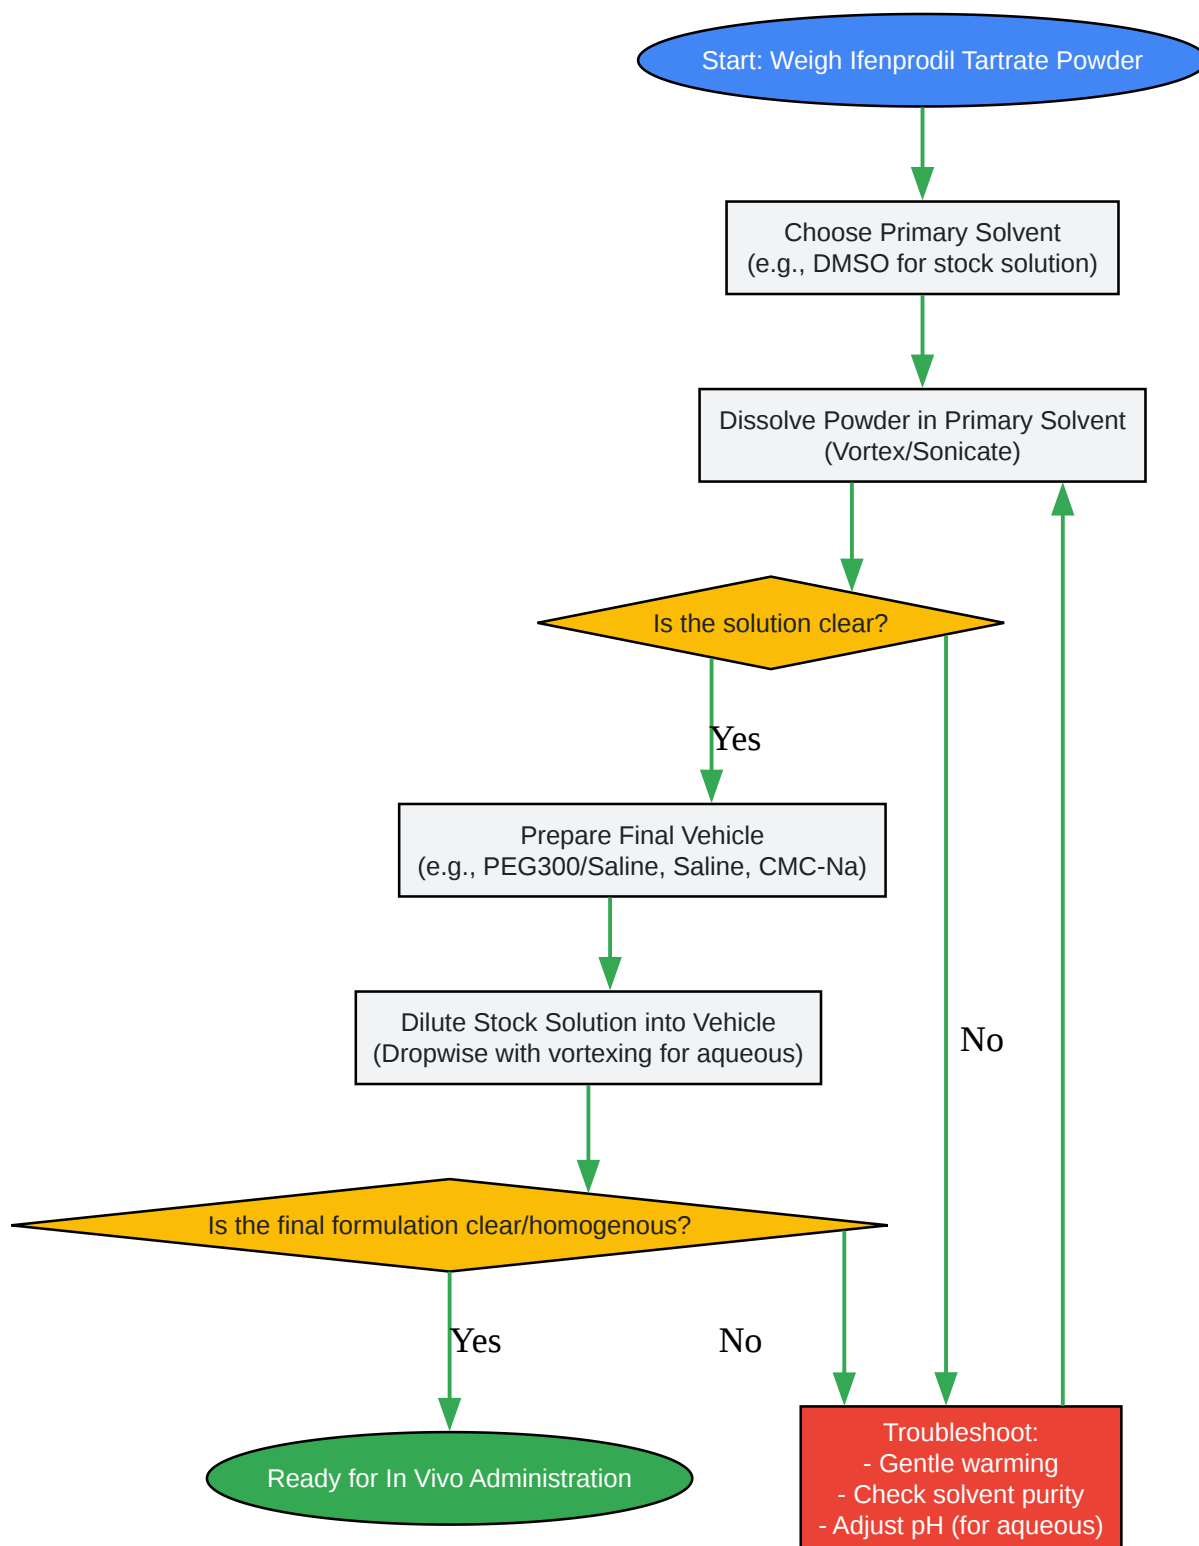 Start: Weigh Ifenprodil Tartrate Powder
Choose Primary Solvent
(e.g., DMSO for stock solution)
Dissolve Powder in Primary Solvent
(Vortex/Sonicate)
Is the solution clear?
Yes
Prepare Final Vehicle
(e.g., PEG300/Saline, Saline, CMC-Na)
Dilute Stock Solution into Vehicle
(Dropwise with vortexing for aqueous)
No
Is the final formulation clear/homogenous?
Yes
No
Ready for In Vivo Administration
Troubleshoot:
- Gentle warming
- Check solvent purity
- Adjust pH (for aqueous)